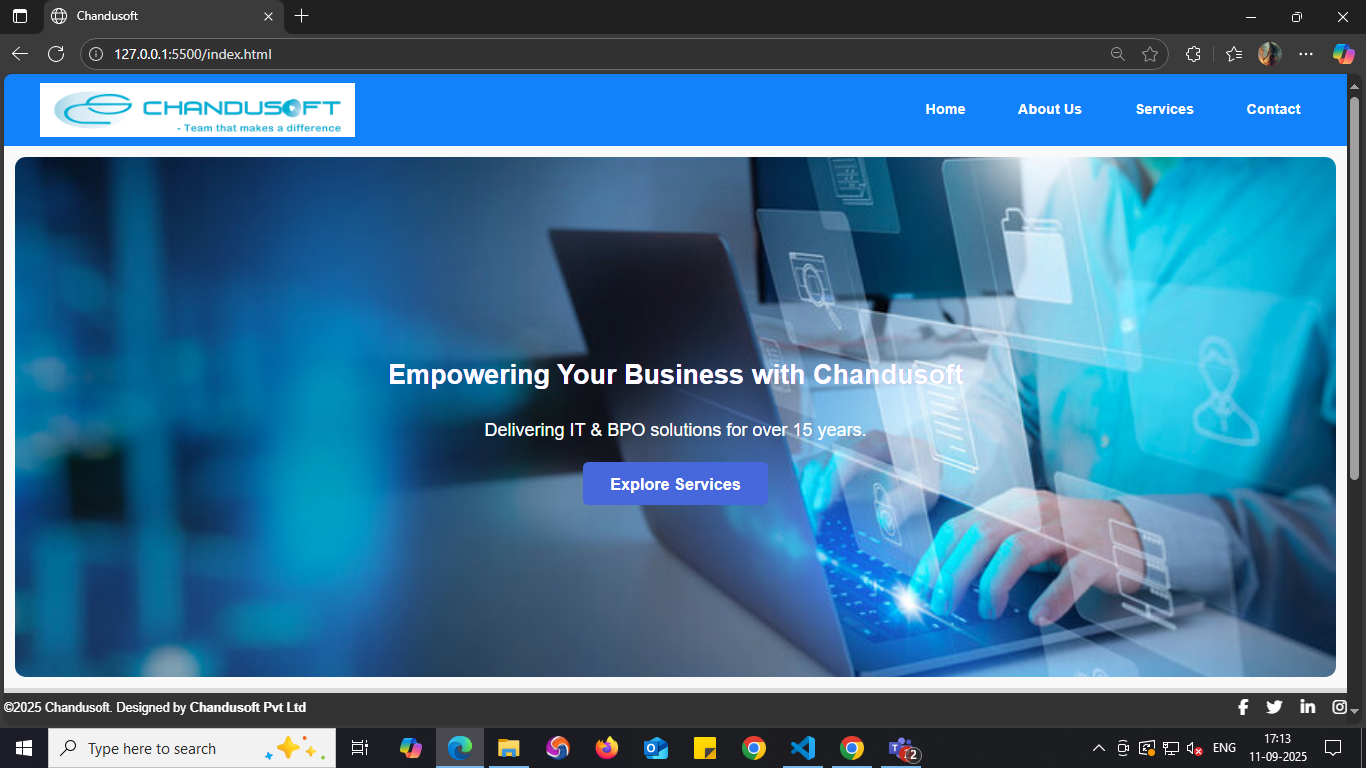 Chandusoft
127.0.0.1:5500/index.html
CHANDUSOFT
- Team that makes a difference
Home
About Us
Services
Contact
Empowering Your Business with Chandusoft
Delivering IT & BPO solutions for over 15 years.
Explore Services
©2025 Chandusoft. Designed by Chandusoft Pvt Ltd
Type here to search
2
ENG
17:13
11-09-2025